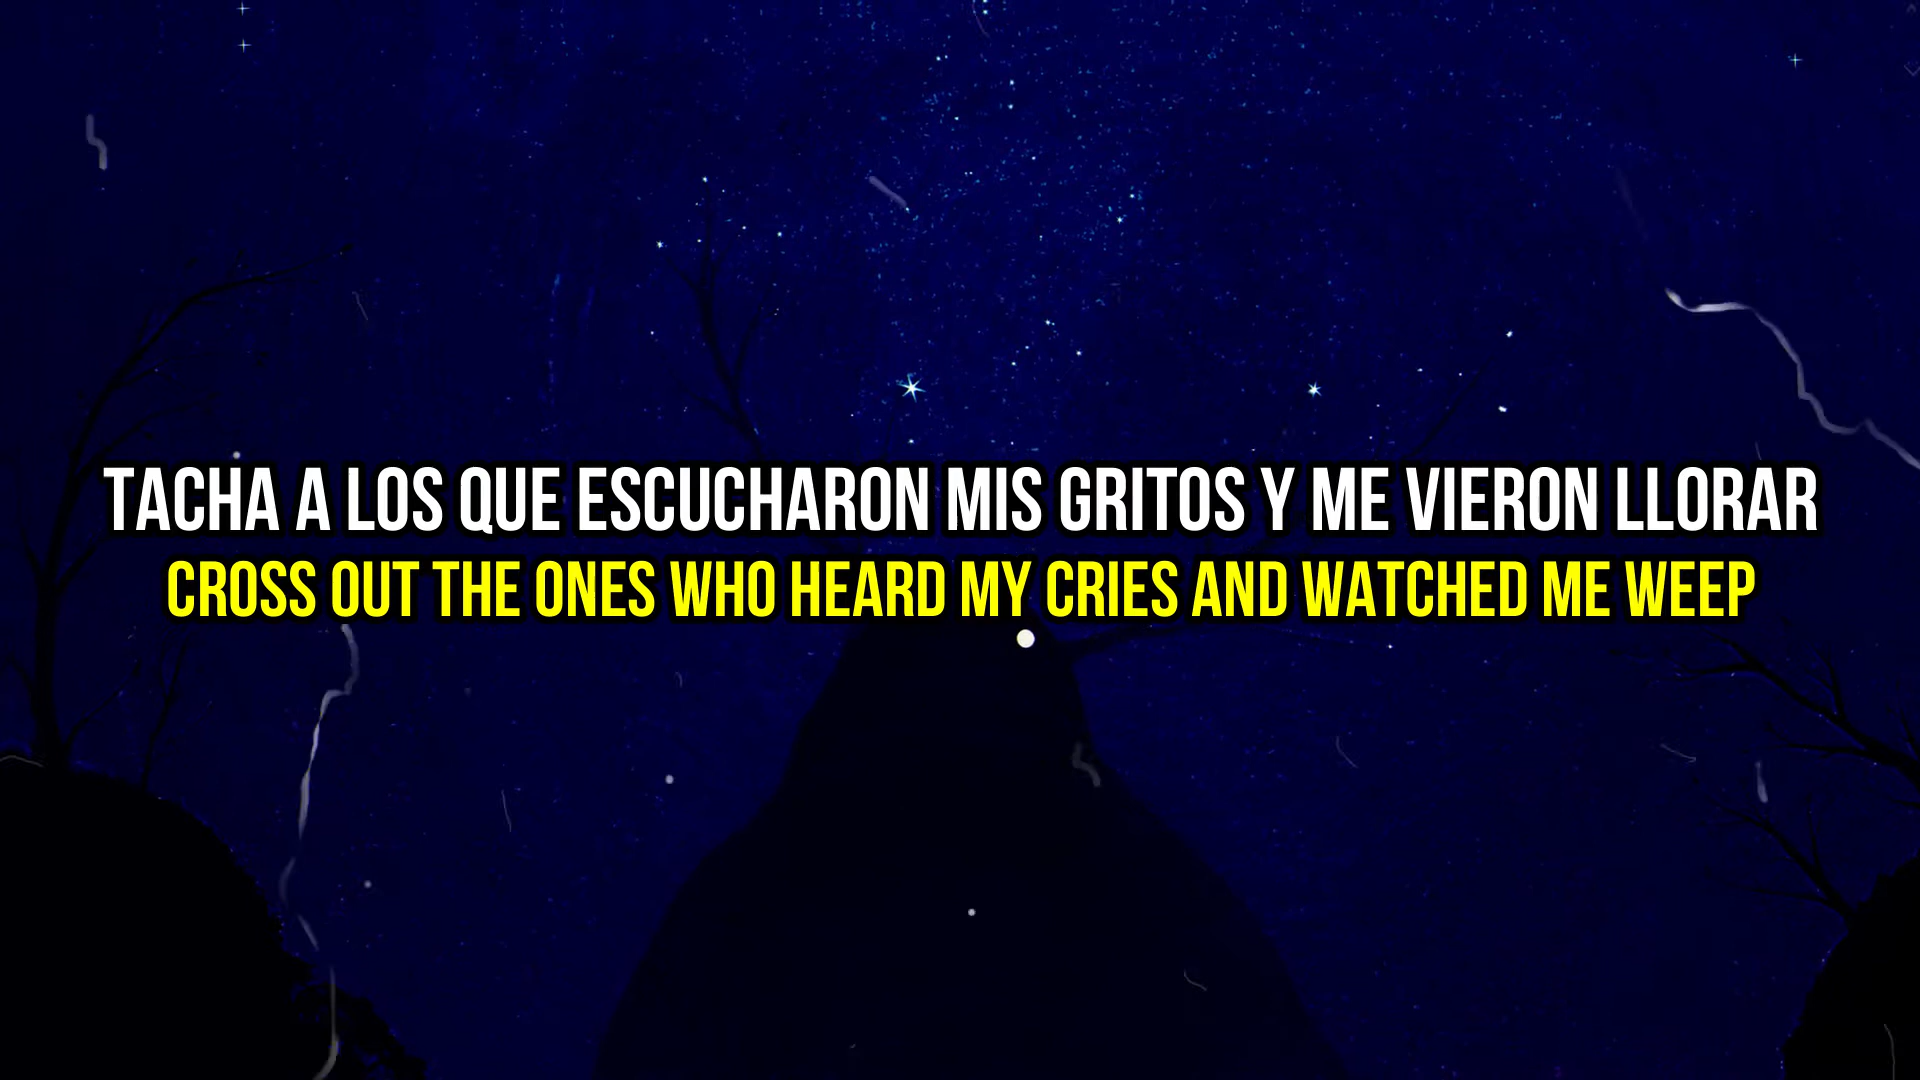 TACHA A LOS QUE ESCUCHARON MIS GRITOS Y ME VIERON LLORAR
CROSS OUT THE ONES WHO HEARD MY CRIES AND WATCHED ME WEEP